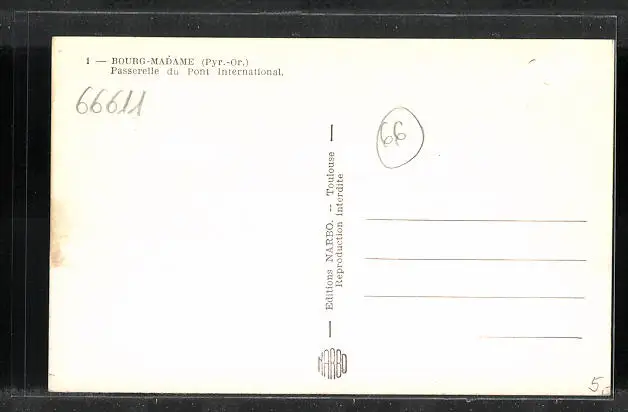 1 — BOURG-MADAME (Pyr.-Or.)
Passerelle du Pont International.
66611
66
Editions NARBO. — Toulouse
Reproduction interdite
NARBO
5,-